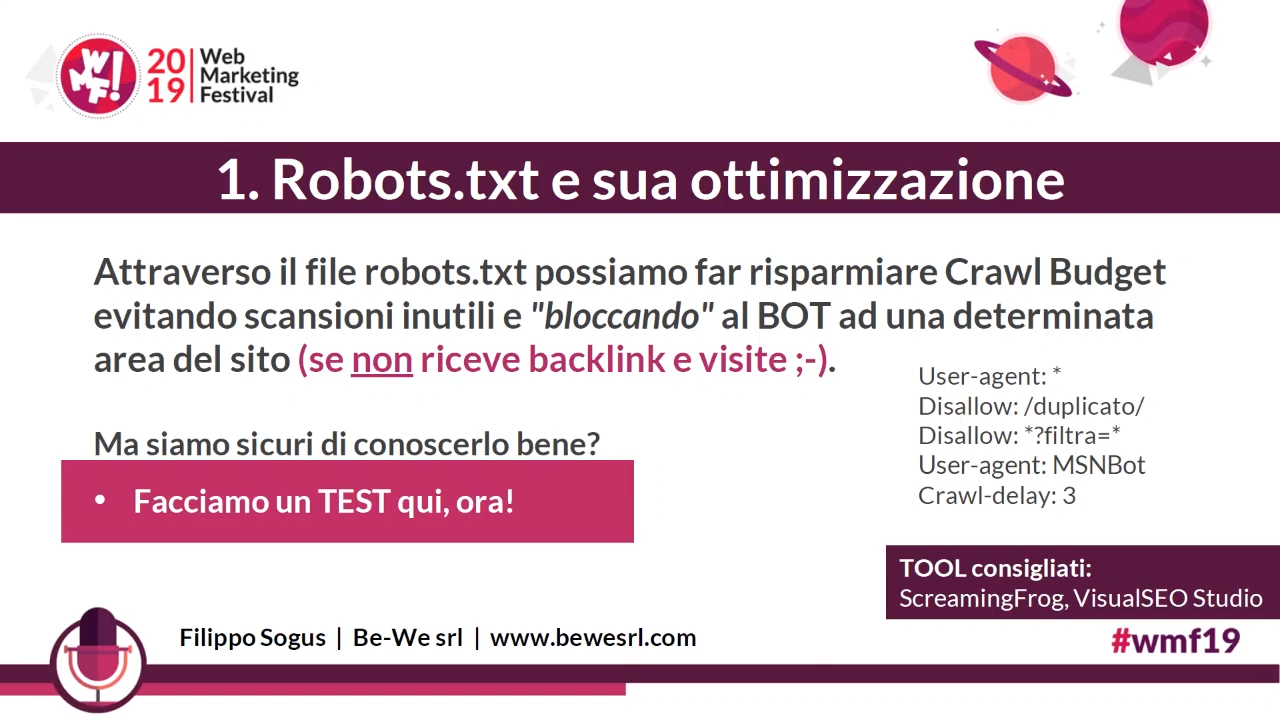 WMF!
2019
Web
Marketing
Festival
1. Robots.txt e sua ottimizzazione
Attraverso il file robots.txt possiamo far risparmiare Crawl Budget
evitando scansioni inutili e "bloccando" al BOT ad una determinata
area del sito (se non riceve backlink e visite ;-).
User-agent: *
Disallow: /duplicato/
Disallow: *?filtra=*
User-agent: MSNBot
Crawl-delay: 3
Ma siamo sicuri di conoscerlo bene?
• Facciamo un TEST qui, ora!
TOOL consigliati:
ScreamingFrog, VisualSEO Studio
Filippo Sogus | Be-We srl | www.bewesrl.com
#wmf19